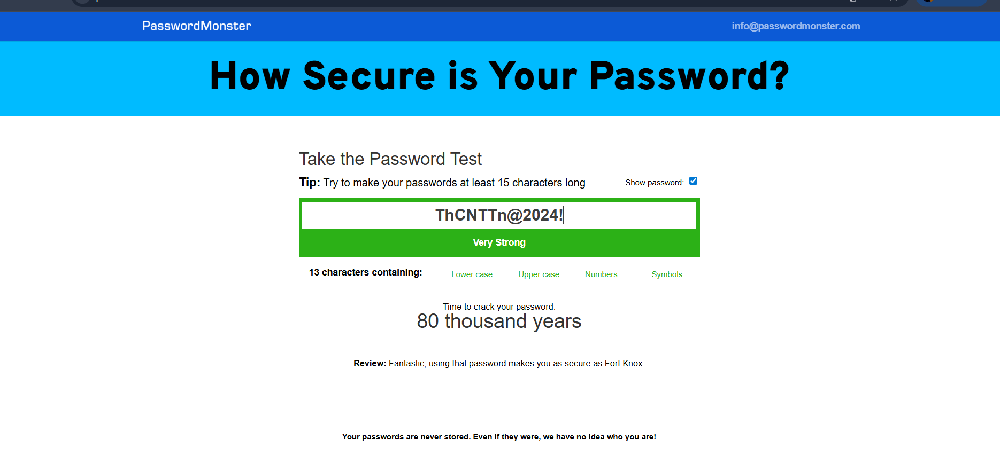 PasswordMonster
info@passwordmonster.com
How Secure is Your Password?
Take the Password Test
Tip: Try to make your passwords at least 15 characters long
Show password:
ThCNTTn@2024!
Very Strong
13 characters containing:
Lower case
Upper case
Numbers
Symbols
Time to crack your password:
80 thousand years
Review: Fantastic, using that password makes you as secure as Fort Knox.
Your passwords are never stored. Even if they were, we have no idea who you are!